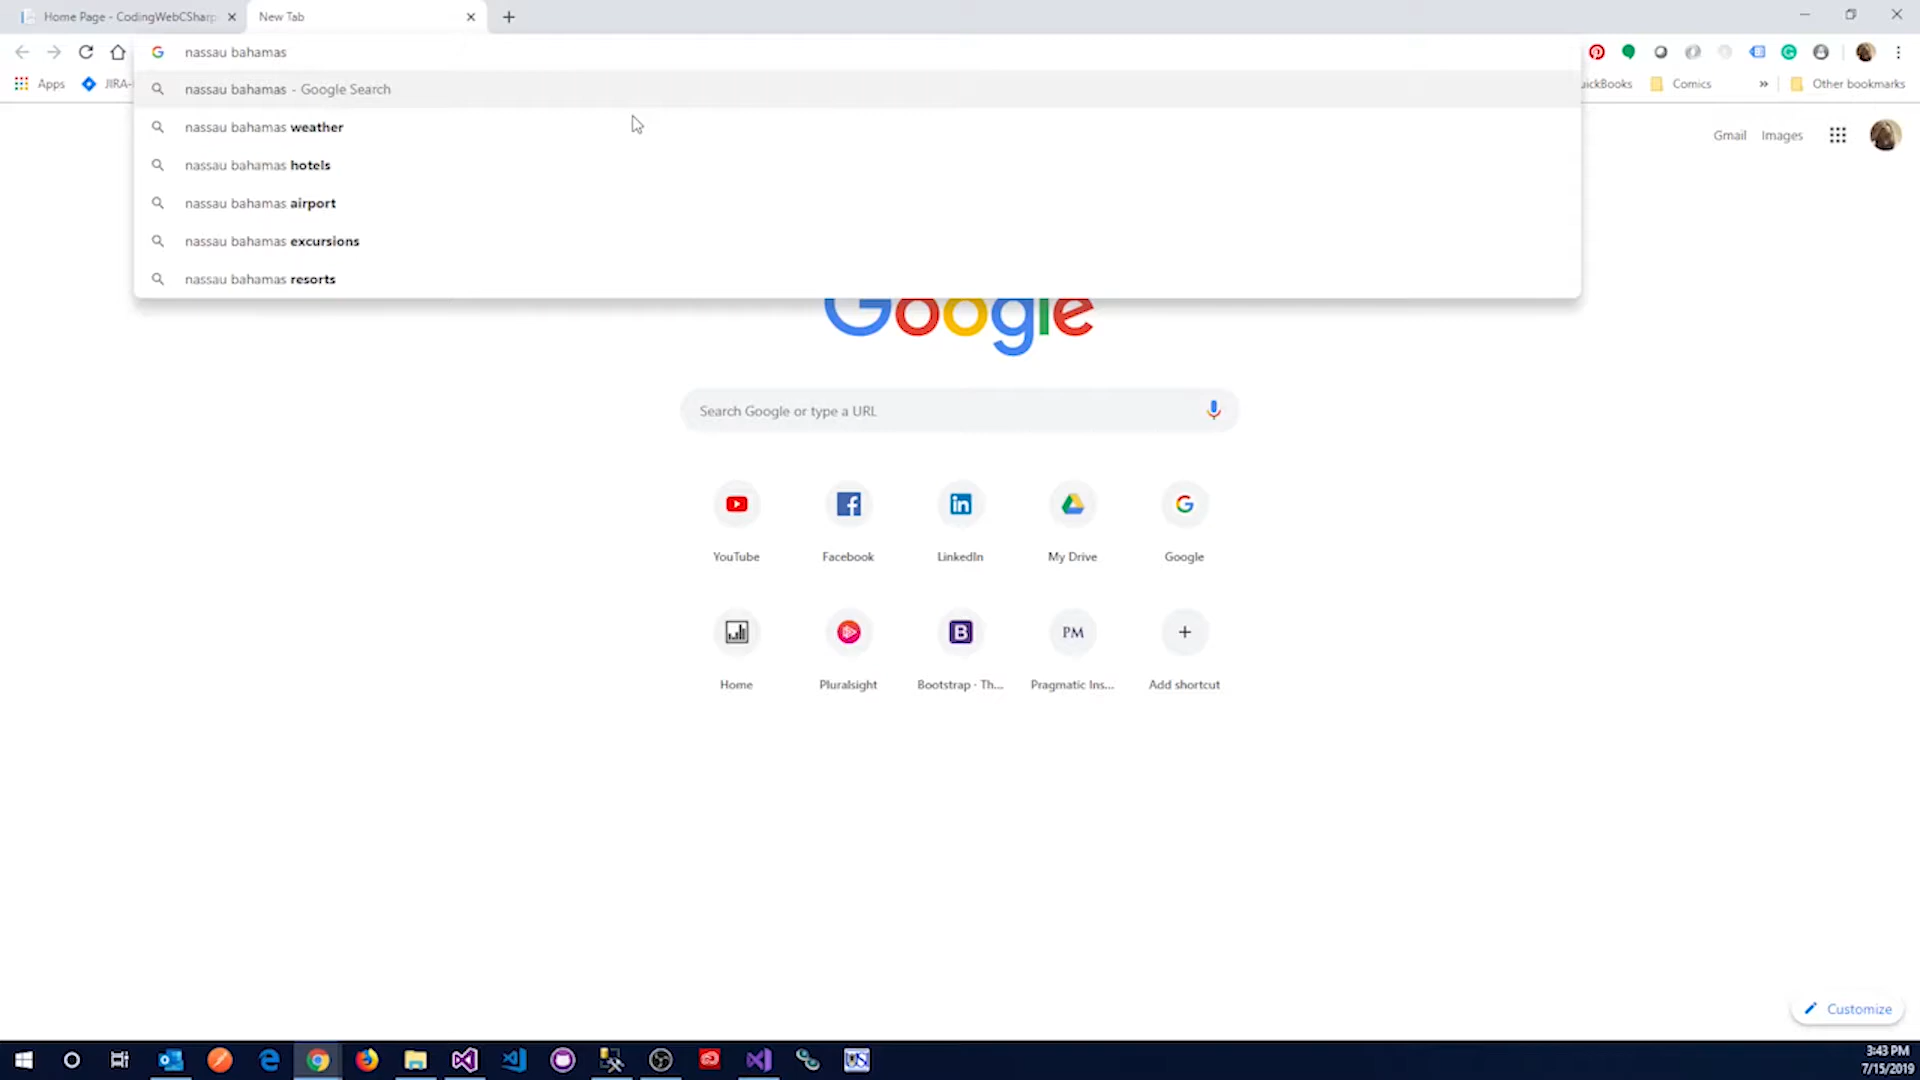 Home Page - CodingWebCSharp
New Tab
nassau bahamas
Apps
JIRA-
uickBooks
Comics
»
Other bookmarks
nassau bahamas - Google Search
nassau bahamas weather
nassau bahamas hotels
nassau bahamas airport
nassau bahamas excursions
nassau bahamas resorts
Gmail Images
Google
Search Google or type a URL
YouTube Facebook LinkedIn My Drive Google
PM
Home Pluralsight Bootstrap · Th... Pragmatic Ins... Add shortcut
Customize
3:43 PM
7/15/2019